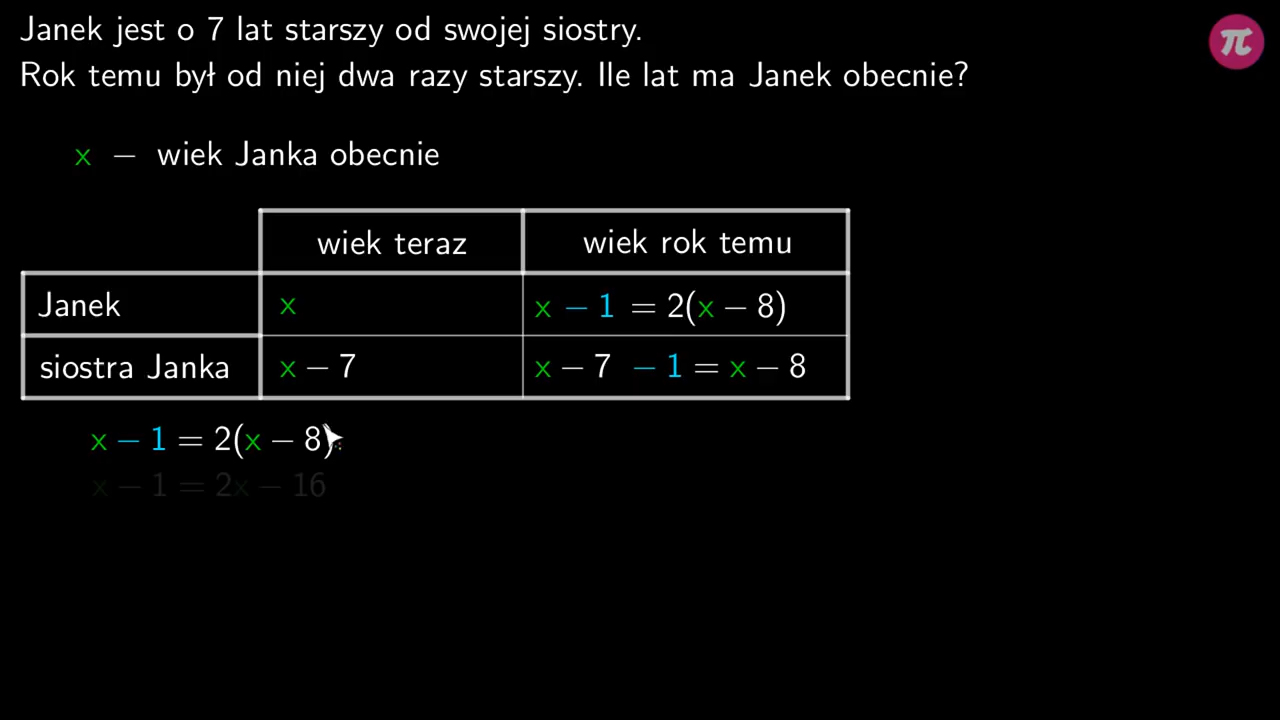 Janek jest o 7 lat starszy od swojej siostry.
Rok temu był od niej dwa razy starszy. Ile lat ma Janek obecnie?
x – wiek Janka obecnie
wiek teraz wiek rok temu
Janek x x − 1 = 2(x − 8)
siostra Janka x − 7 x − 7 − 1 = x − 8
x − 1 = 2(x − 8)
x − 1 = 2x − 16
π